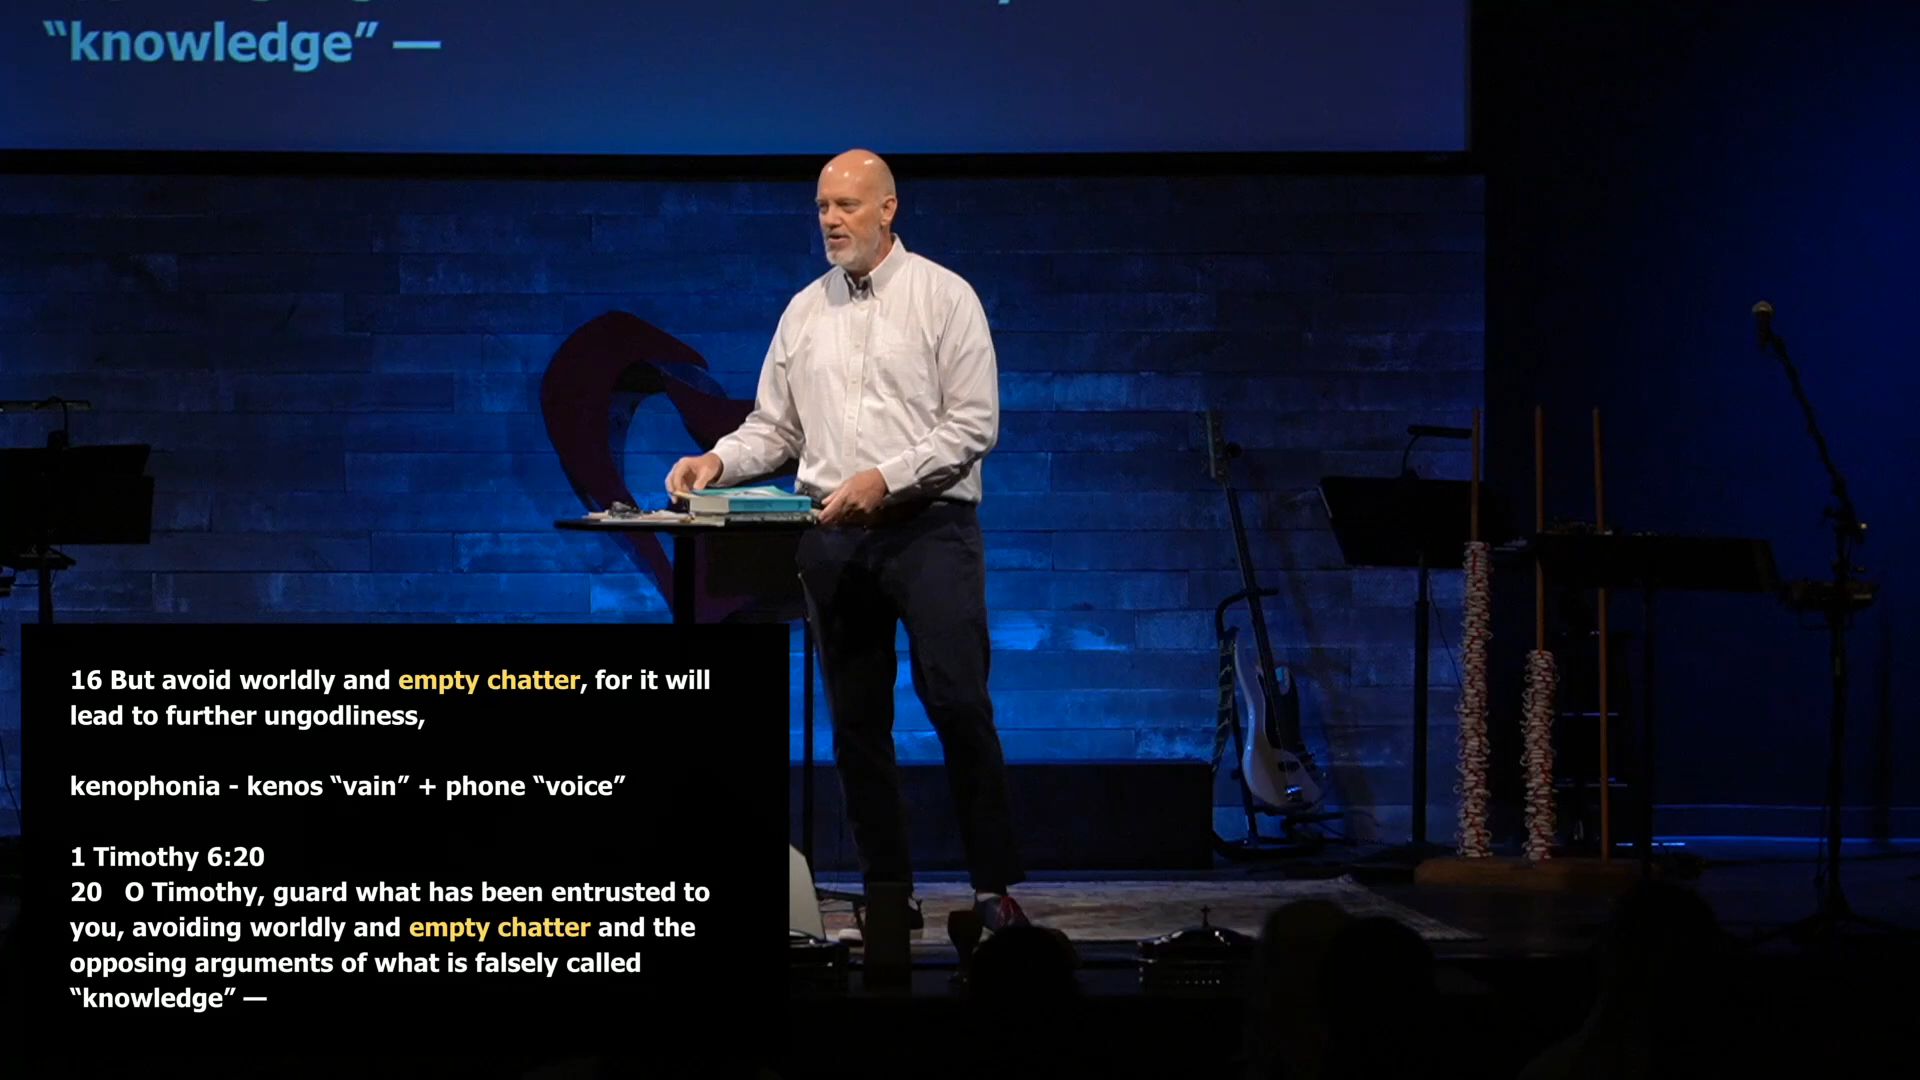 “knowledge” —
16 But avoid worldly and empty chatter, for it will
lead to further ungodliness,
kenophonia - kenos “vain” + phone “voice”
1 Timothy 6:20
20 O Timothy, guard what has been entrusted to
you, avoiding worldly and empty chatter and the
opposing arguments of what is falsely called
“knowledge” —